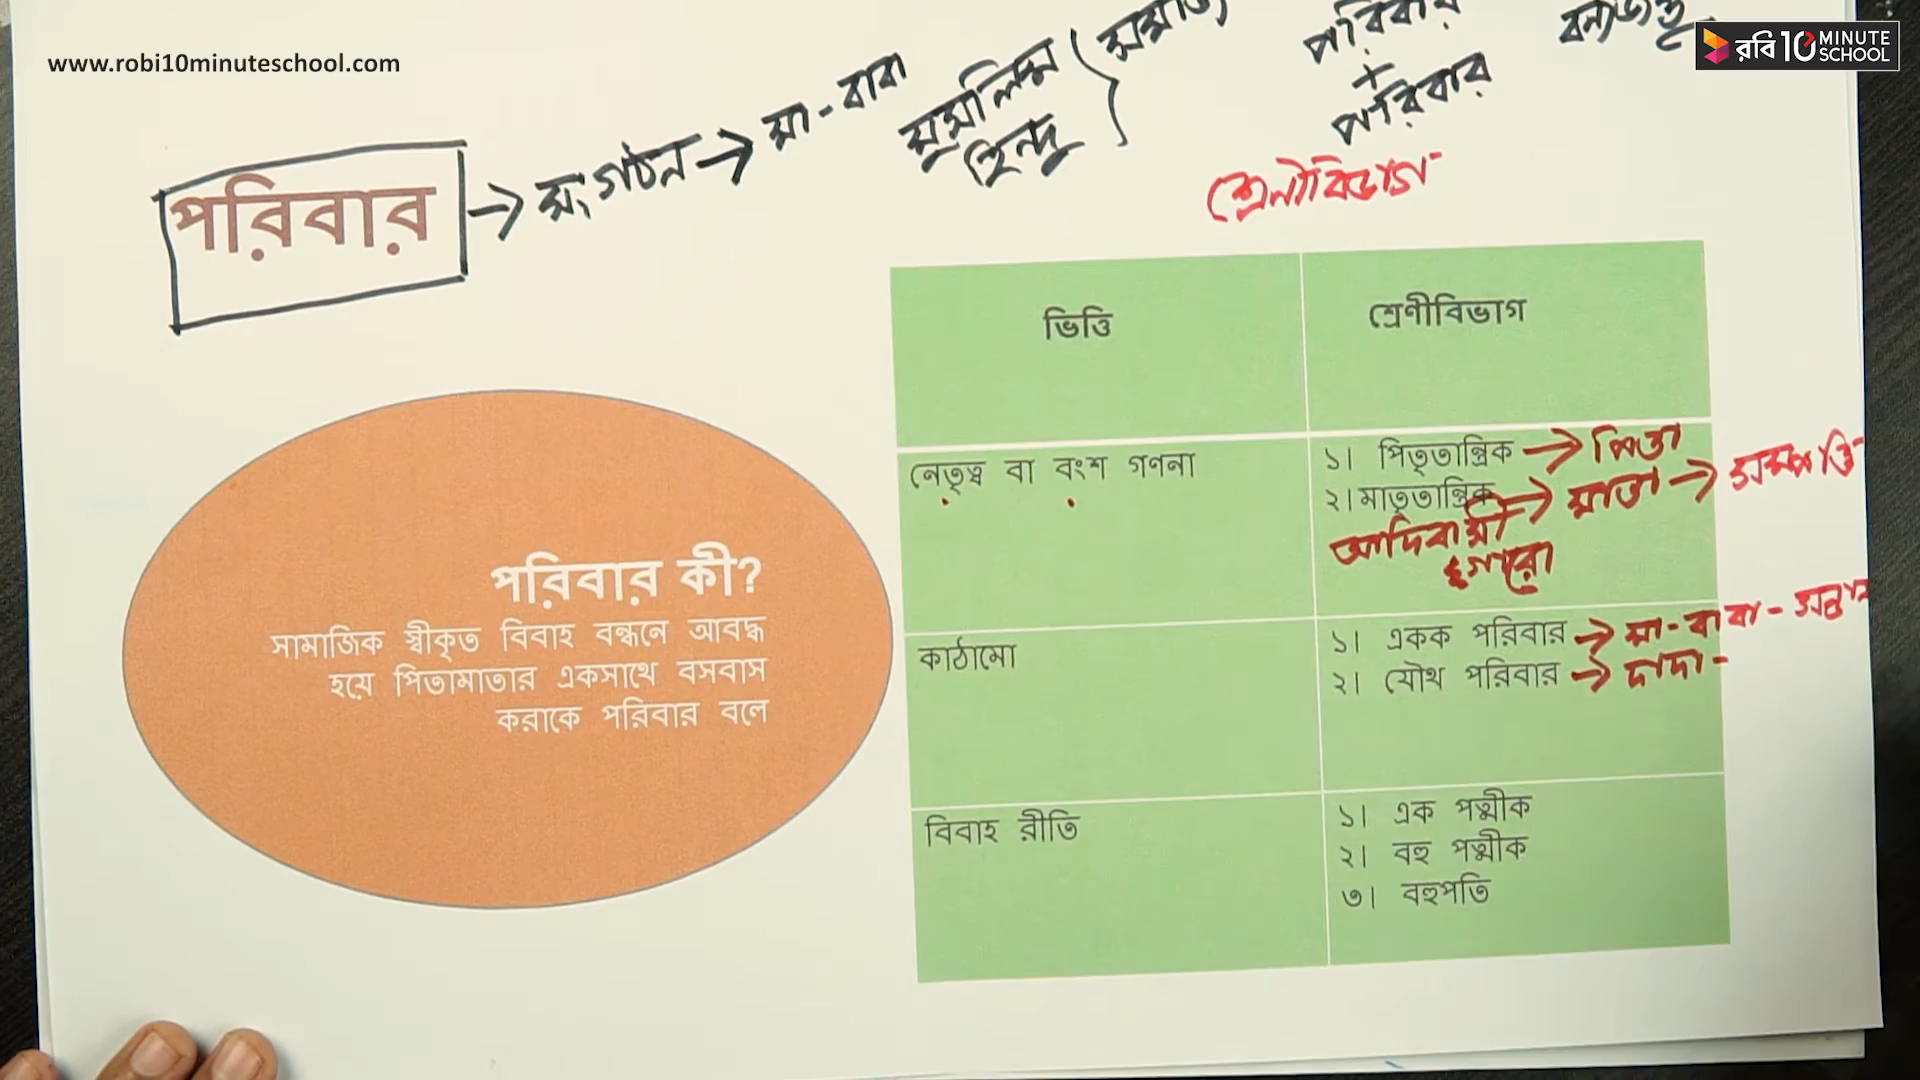 www.robi10minuteschool.com
রবি 10 MINUTE SCHOOL
পরিবার
+
পরিবার
মুসলিম
হিন্দু
পরিবার → সংগঠন → মা-বাবা
শ্রেণীবিভাগ
ভিত্তি শ্রেণীবিভাগ
নেতৃত্ব বা বংশ গণনা
১। পিতৃতান্ত্রিক → পিতা
২। মাতৃতান্ত্রিক → মাতা → সম্পত্তি
আদিবাসী
গারো
কাঠামো
১। একক পরিবার → মা-বাবা-
২। যৌথ পরিবার → দাদা-
বিবাহ রীতি
১। এক পত্মীক
২। বহু পত্মীক
৩। বহুপতি
পরিবার কী?
সামাজিক স্বীকৃত বিবাহ বন্ধনে আবদ্ধ
হয়ে পিতামাতার একসাথে বসবাস
করাকে পরিবার বলে